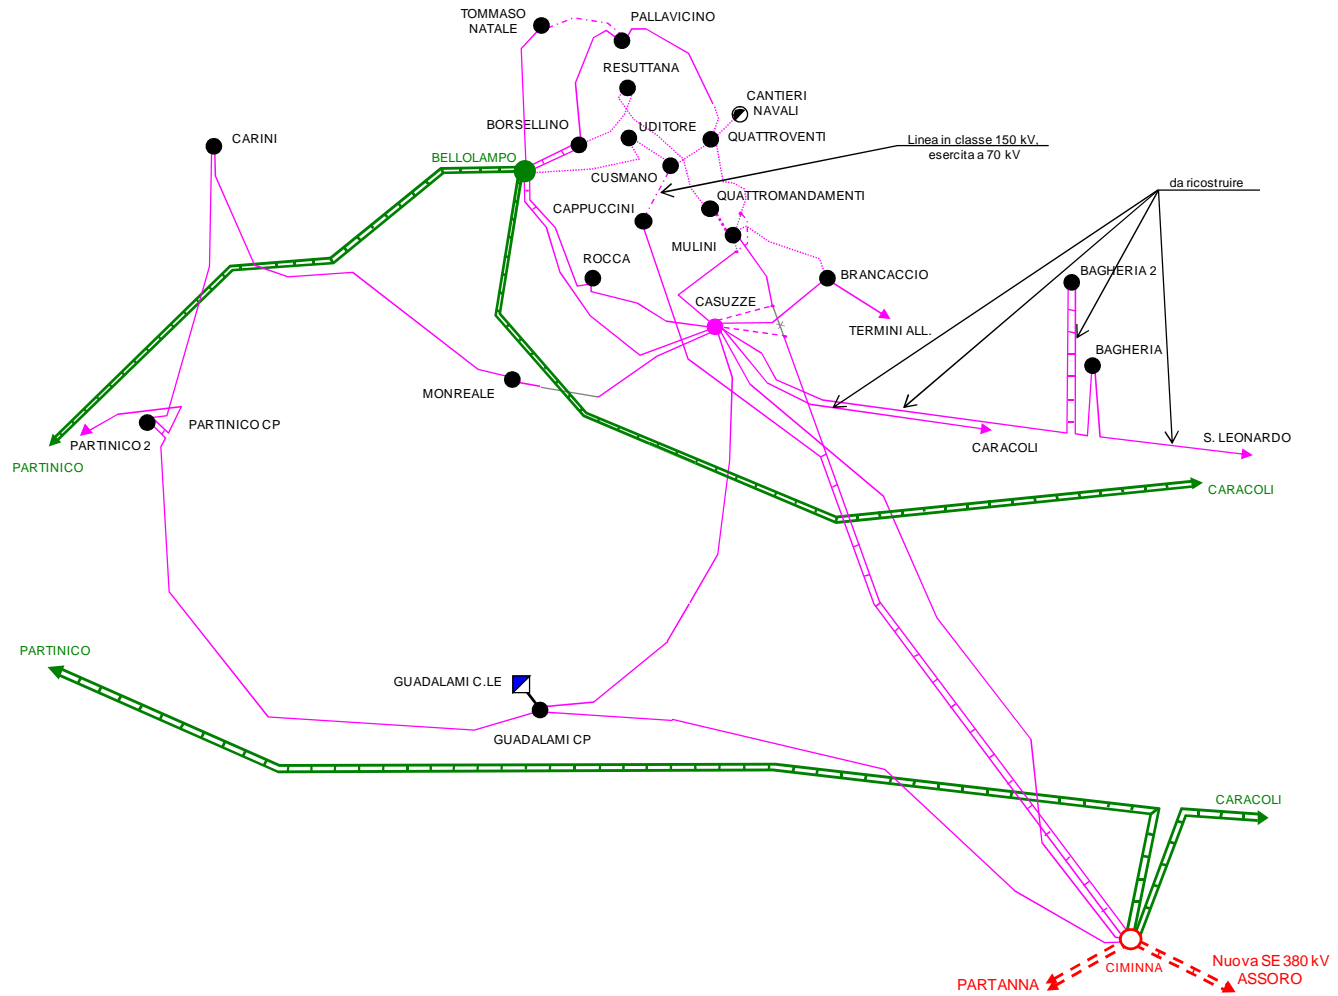 TOMMASO
NATALE
PALLAVICINO
RESUTTANA
CANTIERI
NAVALI
BORSELLINO
UDITORE
QUATTROVENTI
CARINI
Linea in classe 150 kV,
esercita a 70 kV
BELLOLAMPO
CUSMANO
da ricostruire
QUATTROMANDAMENTI
CAPPUCCINI
MULINI
ROCCA
BRANCACCIO
BAGHERIA 2
CASUZZE
TERMINI ALL.
BAGHERIA
MONREALE
PARTINICO CP
PARTINICO 2
S. LEONARDO
CARACOLI
PARTINICO
CARACOLI
PARTINICO
GUADALAMI C.LE
GUADALAMI CP
CARACOLI
Nuova SE 380 kV
ASSORO
CIMINNA
PARTANNA